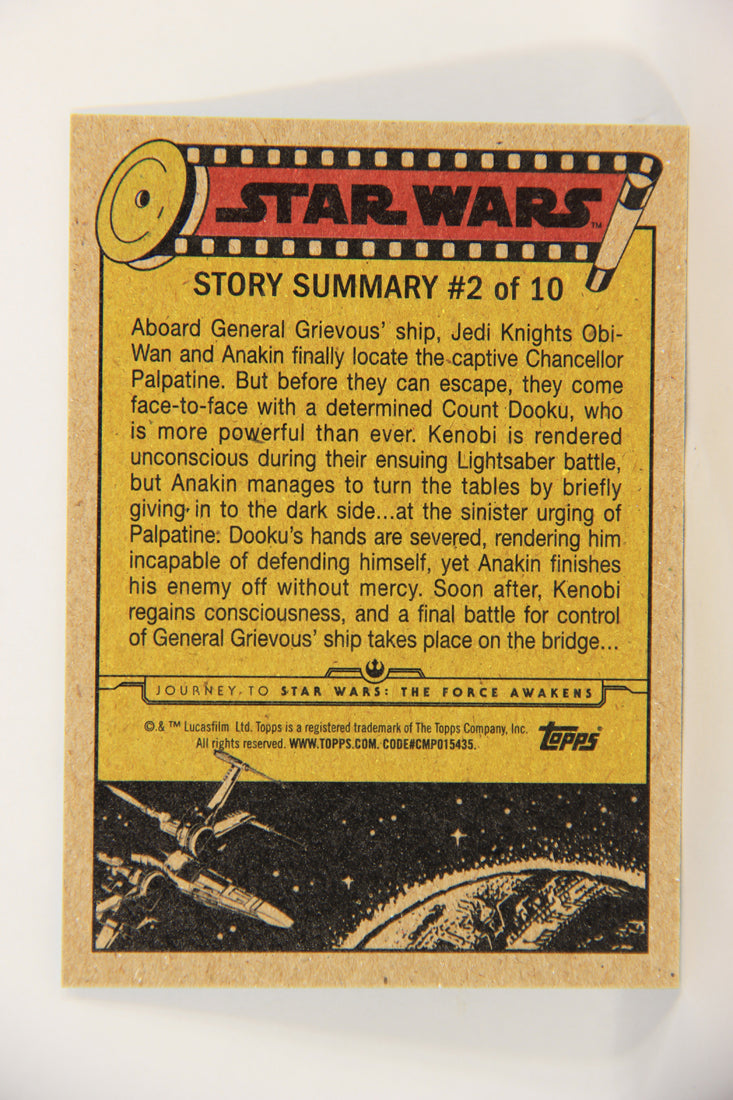 STAR WARS™
STORY SUMMARY #2 of 10
Aboard General Grievous' ship, Jedi Knights Obi-
Wan and Anakin finally locate the captive Chancellor
Palpatine. But before they can escape, they come
face-to-face with a determined Count Dooku, who
is more powerful than ever. Kenobi is rendered
unconscious during their ensuing Lightsaber battle,
but Anakin manages to turn the tables by briefly
giving in to the dark side...at the sinister urging of
Palpatine: Dooku's hands are severed, rendering him
incapable of defending himself, yet Anakin finishes
his enemy off without mercy. Soon after, Kenobi
regains consciousness, and a final battle for control
of General Grievous' ship takes place on the bridge...
JOURNEY TO STAR WARS: THE FORCE AWAKENS
© & ™ Lucasfilm Ltd. Topps is a registered trademark of The Topps Company, Inc.
All rights reserved. WWW.TOPPS.COM. CODE#CMP015435.
Topps®